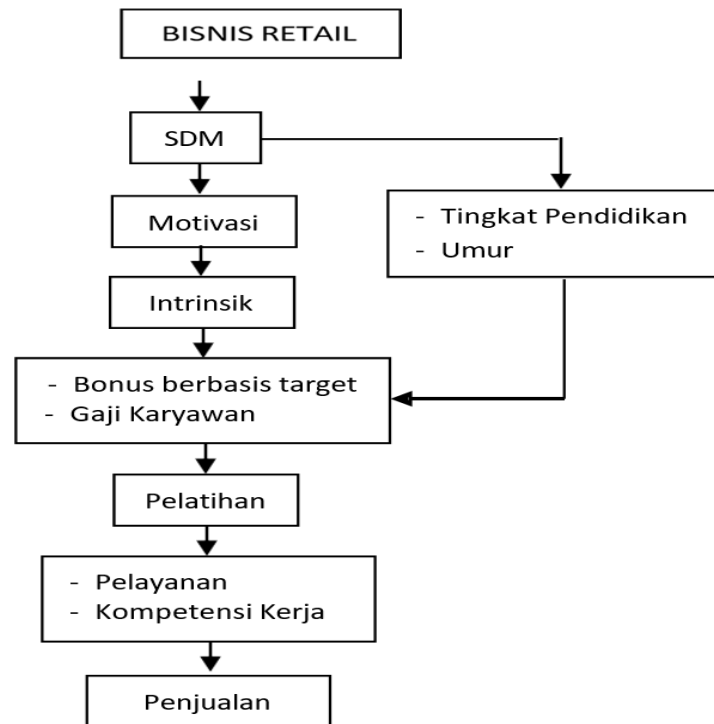 BISNIS RETAIL
SDM
Motivasi
- Tingkat Pendidikan
- Umur
Intrinsik
- Bonus berbasis target
- Gaji Karyawan
Pelatihan
- Pelayanan
- Kompetensi Kerja
Penjualan